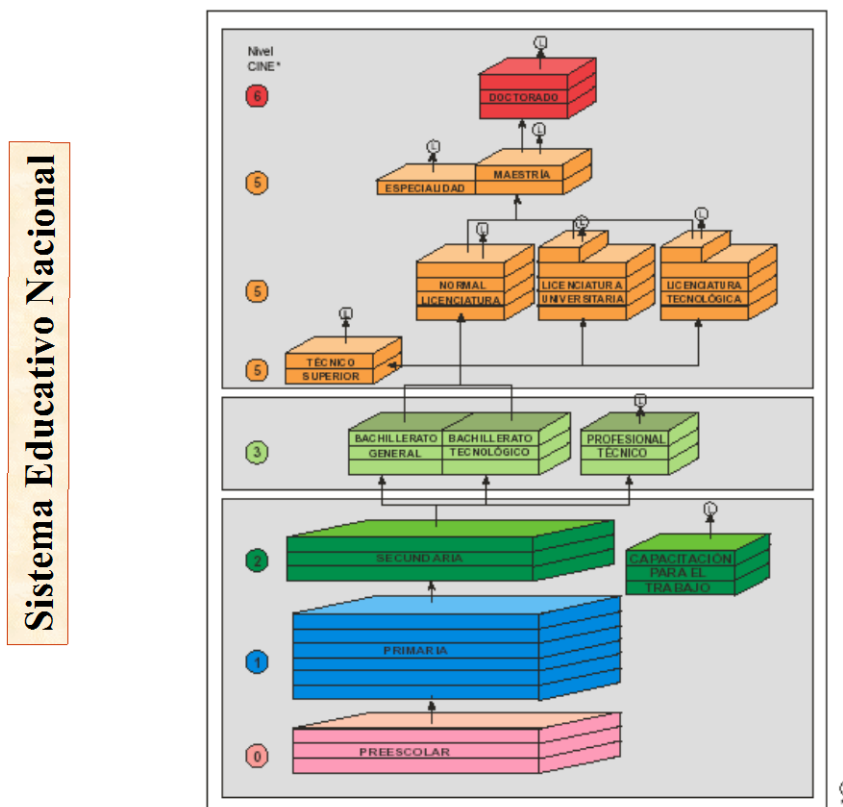 Sistema Educativo Nacional
Nivel
CINE*
L
6
DOCTORADO
L
L
5
ESPECIALIDAD
MAESTRÍA
L
L
L
5
NORMAL
LICENCIATURA
LICENCIATURA
UNIVERSITARIA
LICENCIATURA
TECNOLÓGICA
L
5
TÉCNICO
SUPERIOR
L
3
BACHILLERATO
GENERAL
BACHILLERATO
TECNOLÓGICO
PROFESIONAL
TÉCNICO
L
2
SECUNDARIA
CAPACITACIÓN
PARA EL
TRABAJO
1
PRIMARIA
0
PREESCOLAR